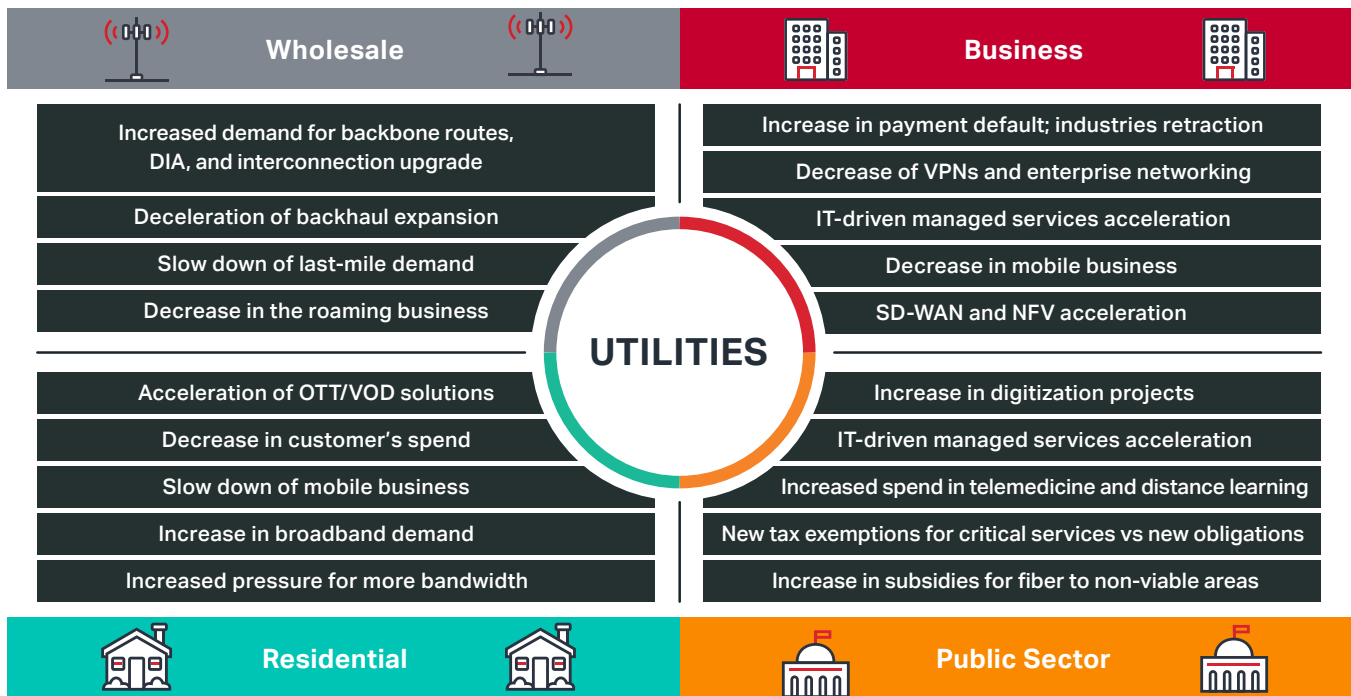 Wholesale
Increased demand for backbone routes,
DIA, and interconnection upgrade
Deceleration of backhaul expansion
Slow down of last-mile demand
Decrease in the roaming business
Business
Increase in payment default; industries retraction
Decrease of VPNs and enterprise networking
IT-driven managed services acceleration
Decrease in mobile business
SD-WAN and NFV acceleration
UTILITIES
Acceleration of OTT/VOD solutions
Decrease in customer’s spend
Slow down of mobile business
Increase in broadband demand
Increased pressure for more bandwidth
Residential
Increase in digitization projects
IT-driven managed services acceleration
Increased spend in telemedicine and distance learning
New tax exemptions for critical services vs new obligations
Increase in subsidies for fiber to non-viable areas
Public Sector